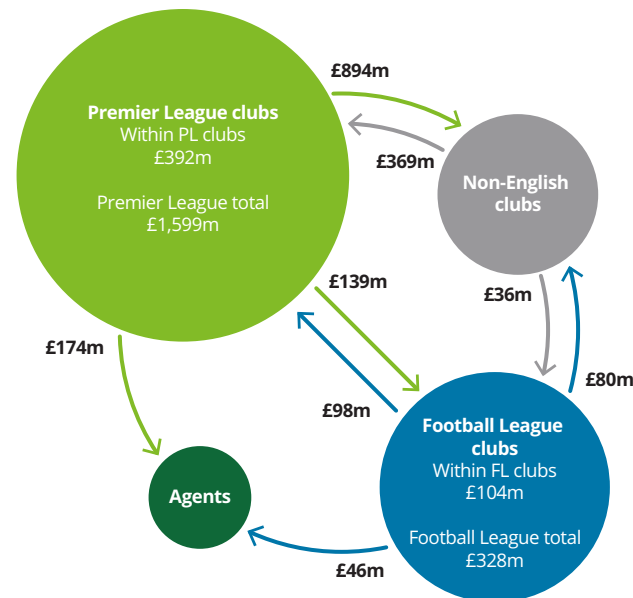 £894m
Premier League clubs
Within PL clubs
£392m
£369m
Non-English
clubs
Premier League total
£1,599m
£139m
£36m
£174m
£80m
£98m
Football League
clubs
Within FL clubs
£104m
Agents
Football League total
£328m
£46m